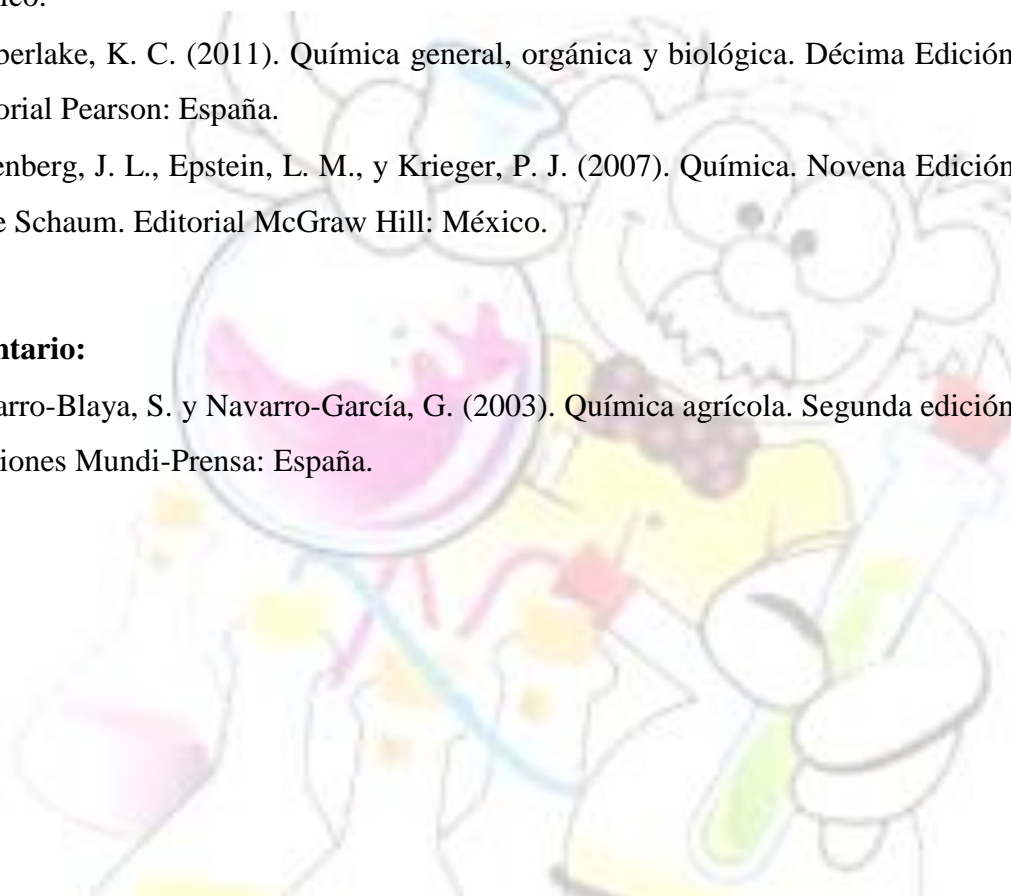 ico.
berlake, K. C. (2011). Química general, orgánica y biológica. Décima Edición
orial Pearson: España.
enberg, J. L., Epstein, L. M., y Krieger, P. J. (2007). Química. Novena Edición
e Schaum. Editorial McGraw Hill: México.
ntario:
arro-Blaya, S. y Navarro-García, G. (2003). Química agrícola. Segunda edición
iones Mundi-Prensa: España.